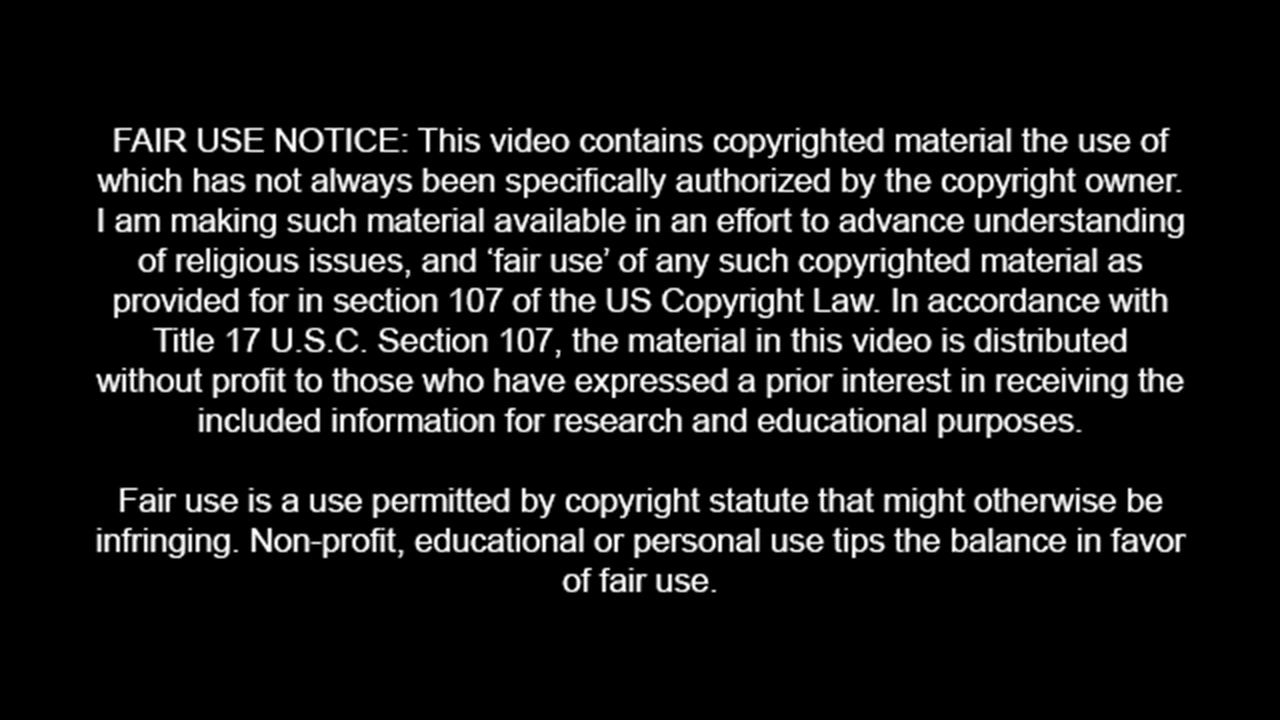 FAIR USE NOTICE: This video contains copyrighted material the use of
which has not always been specifically authorized by the copyright owner.
I am making such material available in an effort to advance understanding
of religious issues, and ‘fair use’ of any such copyrighted material as
provided for in section 107 of the US Copyright Law. In accordance with
Title 17 U.S.C. Section 107, the material in this video is distributed
without profit to those who have expressed a prior interest in receiving the
included information for research and educational purposes.
Fair use is a use permitted by copyright statute that might otherwise be
infringing. Non-profit, educational or personal use tips the balance in favor
of fair use.